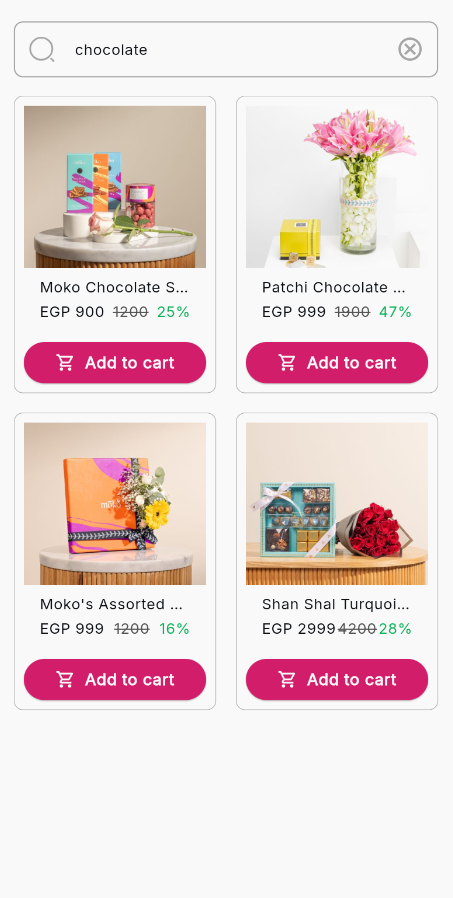 chocolate
Moko Chocolate S...
EGP 900 1200 25%
Add to cart
Patchi Chocolate ...
EGP 999 1900 47%
Add to cart
moko
Moko's Assorted ...
EGP 999 1200 16%
Add to cart
Shan Shal Turquoi...
EGP 2999 4200 28%
Add to cart